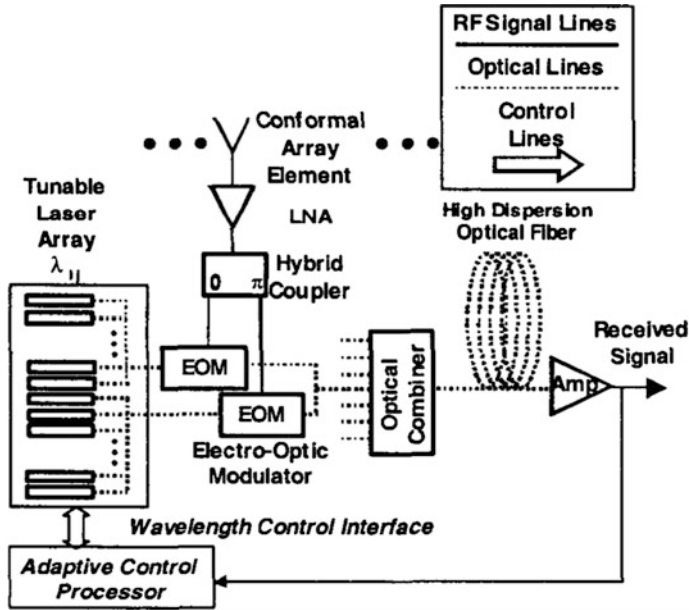 RF Signal Lines
Optical Lines
Control
Lines
Conformal
Array
Element
LNA
Tunable
Laser
Array
λ ij
Hybrid
Coupler
0 π
High Dispersion
Optical Fiber
Received
Signal
EOM
EOM
Electro-Optic
Modulator
Optical
Combiner
Amp
Wavelength Control Interface
Adaptive Control
Processor